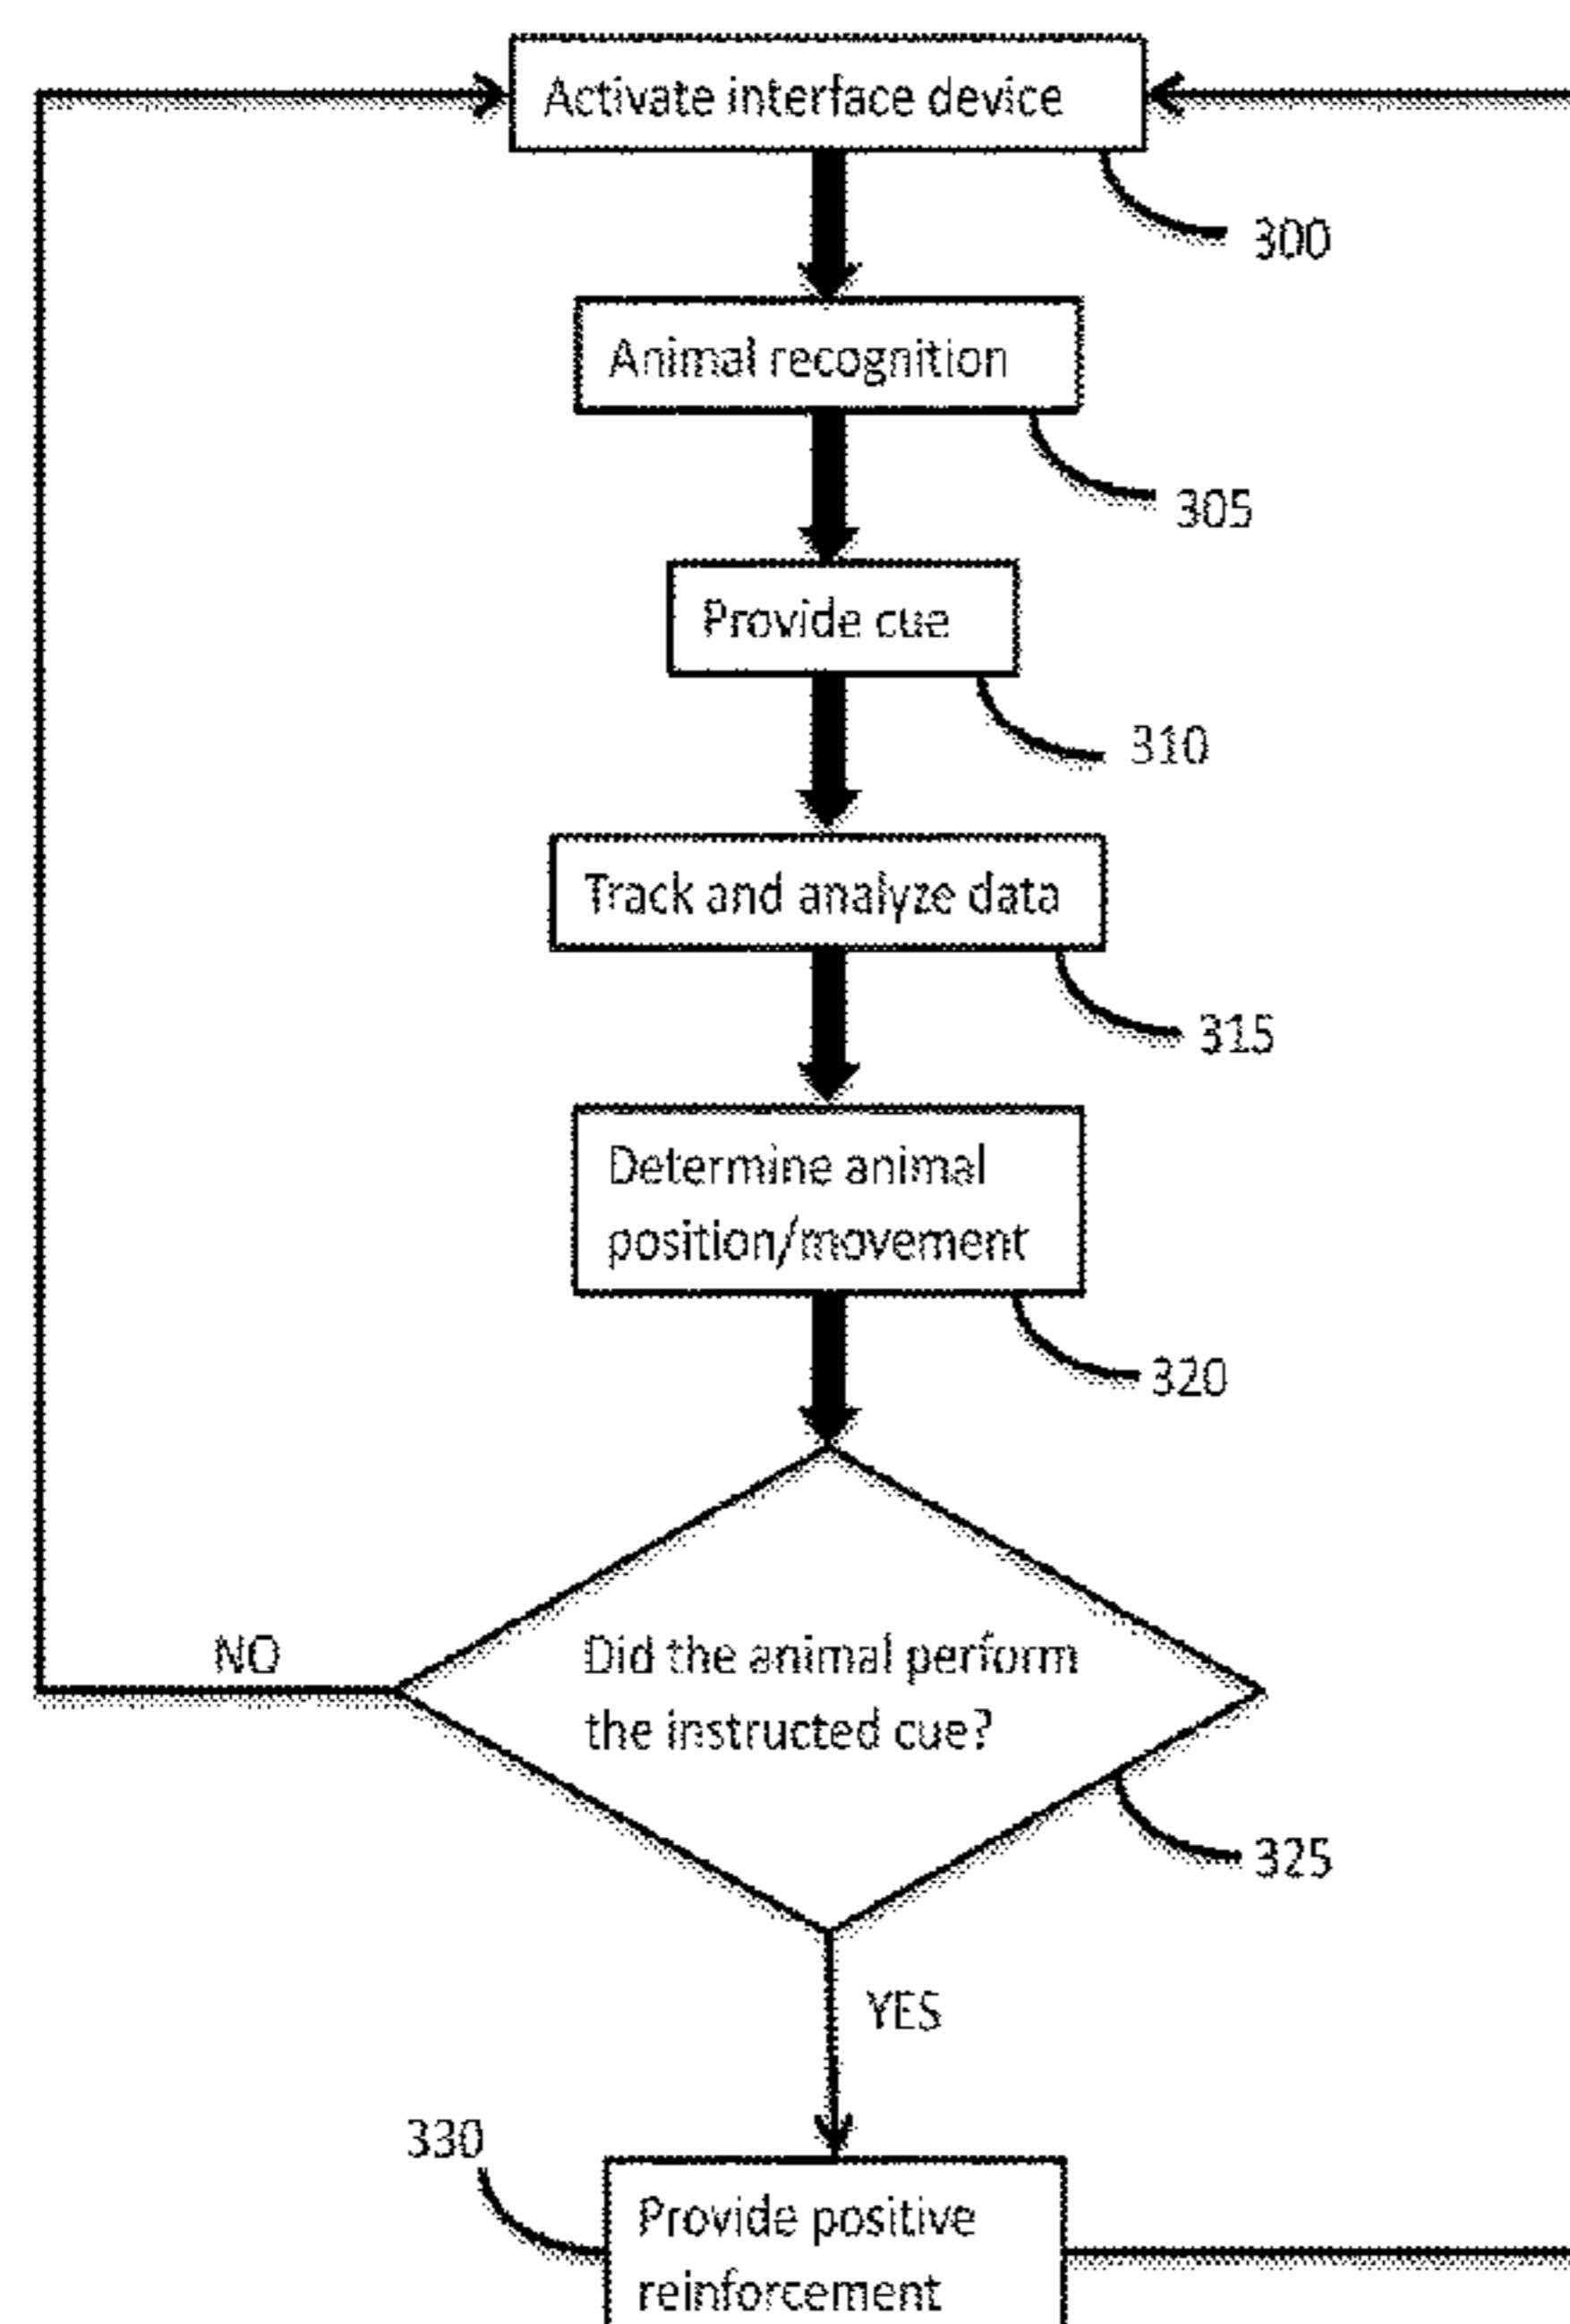 Activate interface device
300
Animal recognition
305
Provide cue
310
Track and analyze data
315
Determine animal
position/movement
320
Did the animal perform
the instructed cue?
NO
325
YES
330
Provide positive
reinforcement